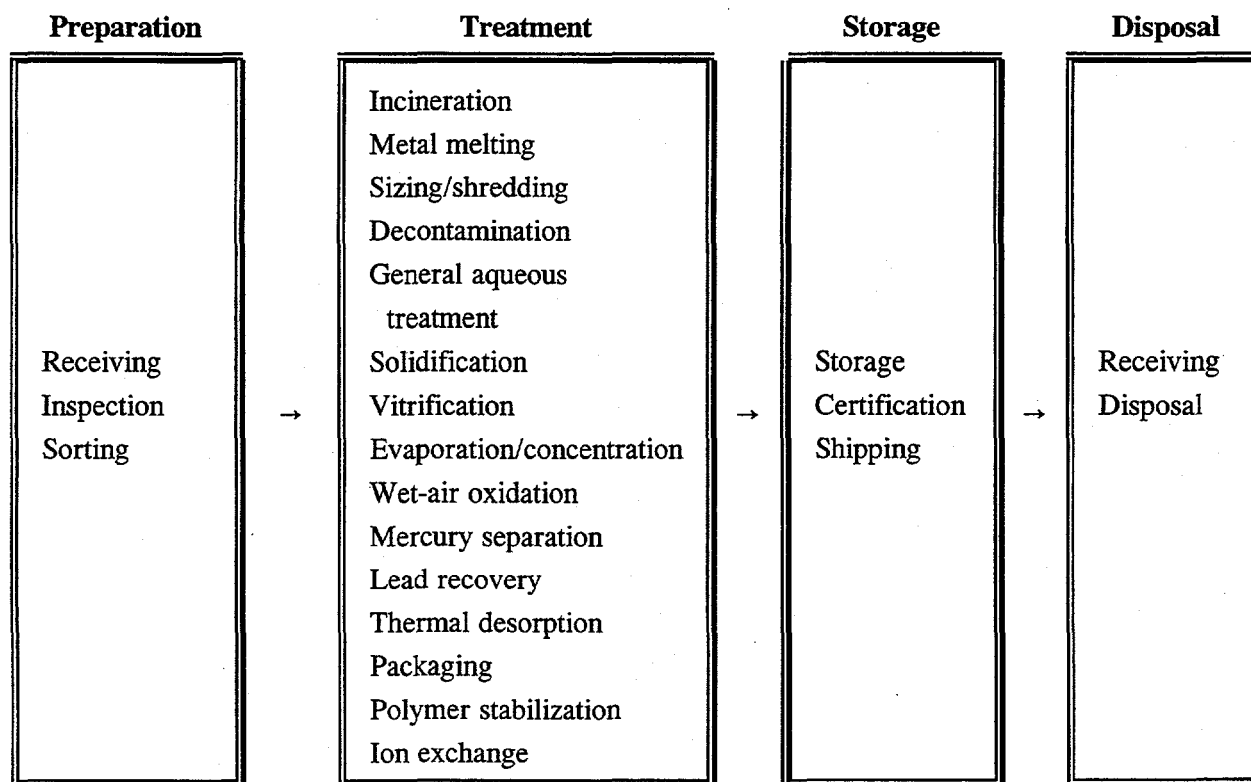 Preparation
Receiving
Inspection
Sorting
→
Treatment
Incineration
Metal melting
Sizing/shredding
Decontamination
General aqueous
treatment
Solidification
Vitrification
Evaporation/concentration
Wet-air oxidation
Mercury separation
Lead recovery
Thermal desorption
Packaging
Polymer stabilization
Ion exchange
→
Storage
Storage
Certification
Shipping
→
Disposal
Receiving
Disposal